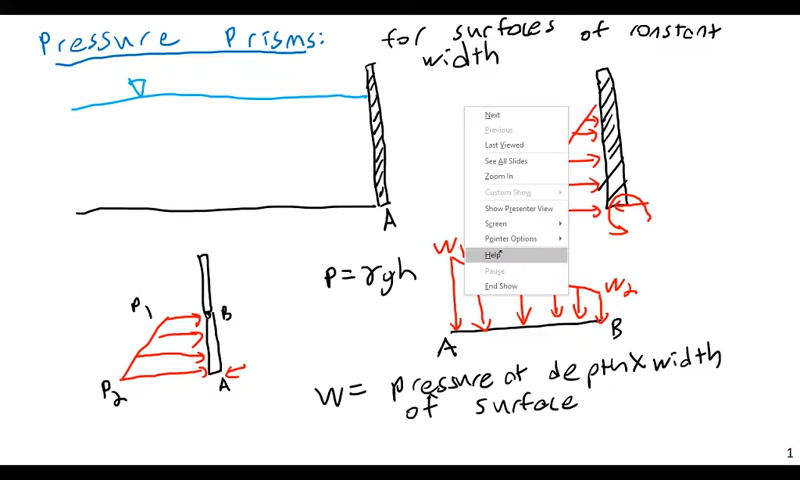 Pressure Prisms:
for surfaces of constant
width
A
Next
Previous
Last Viewed
See All Slides
Zoom In
Custom Show
Show Presenter View
Screen
Pointer Options
Help
Pause
End Show
P1
B
P2
A
P=γgh
W1
W2
A
B
W= pressure at depth×width
of surface
1